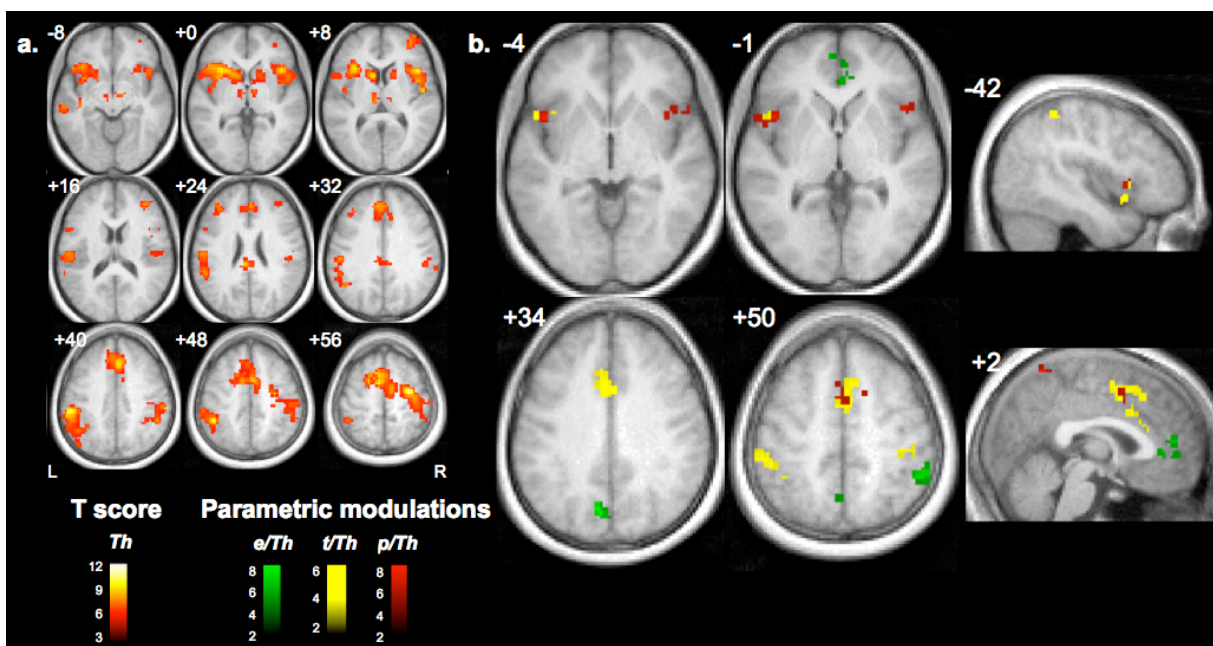 a.
-8 +0 +8
+16 +24 +32
+40 +48 +56
L R
b.
-4 -1 -42
+34 +50 +2
T score Parametric modulations
Th e/Th t/Th p/Th
12 8 6 8
9 6 4 6
6 4 2 4
3 2 2